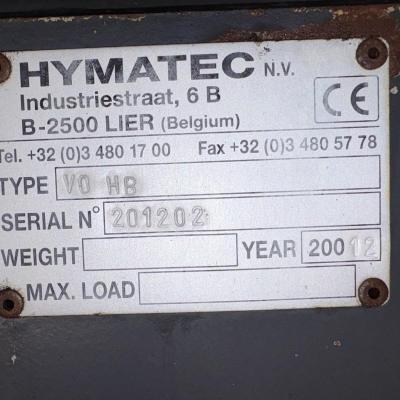 HYMATEC N.V.
Industriestraat, 6 B
B-2500 LIER (Belgium)
CE
Tel. +32 (0)3 480 17 00 Fax +32 (0)3 480 57 78
TYPE VO HB
SERIAL N° 201202
WEIGHT YEAR 20012
MAX. LOAD